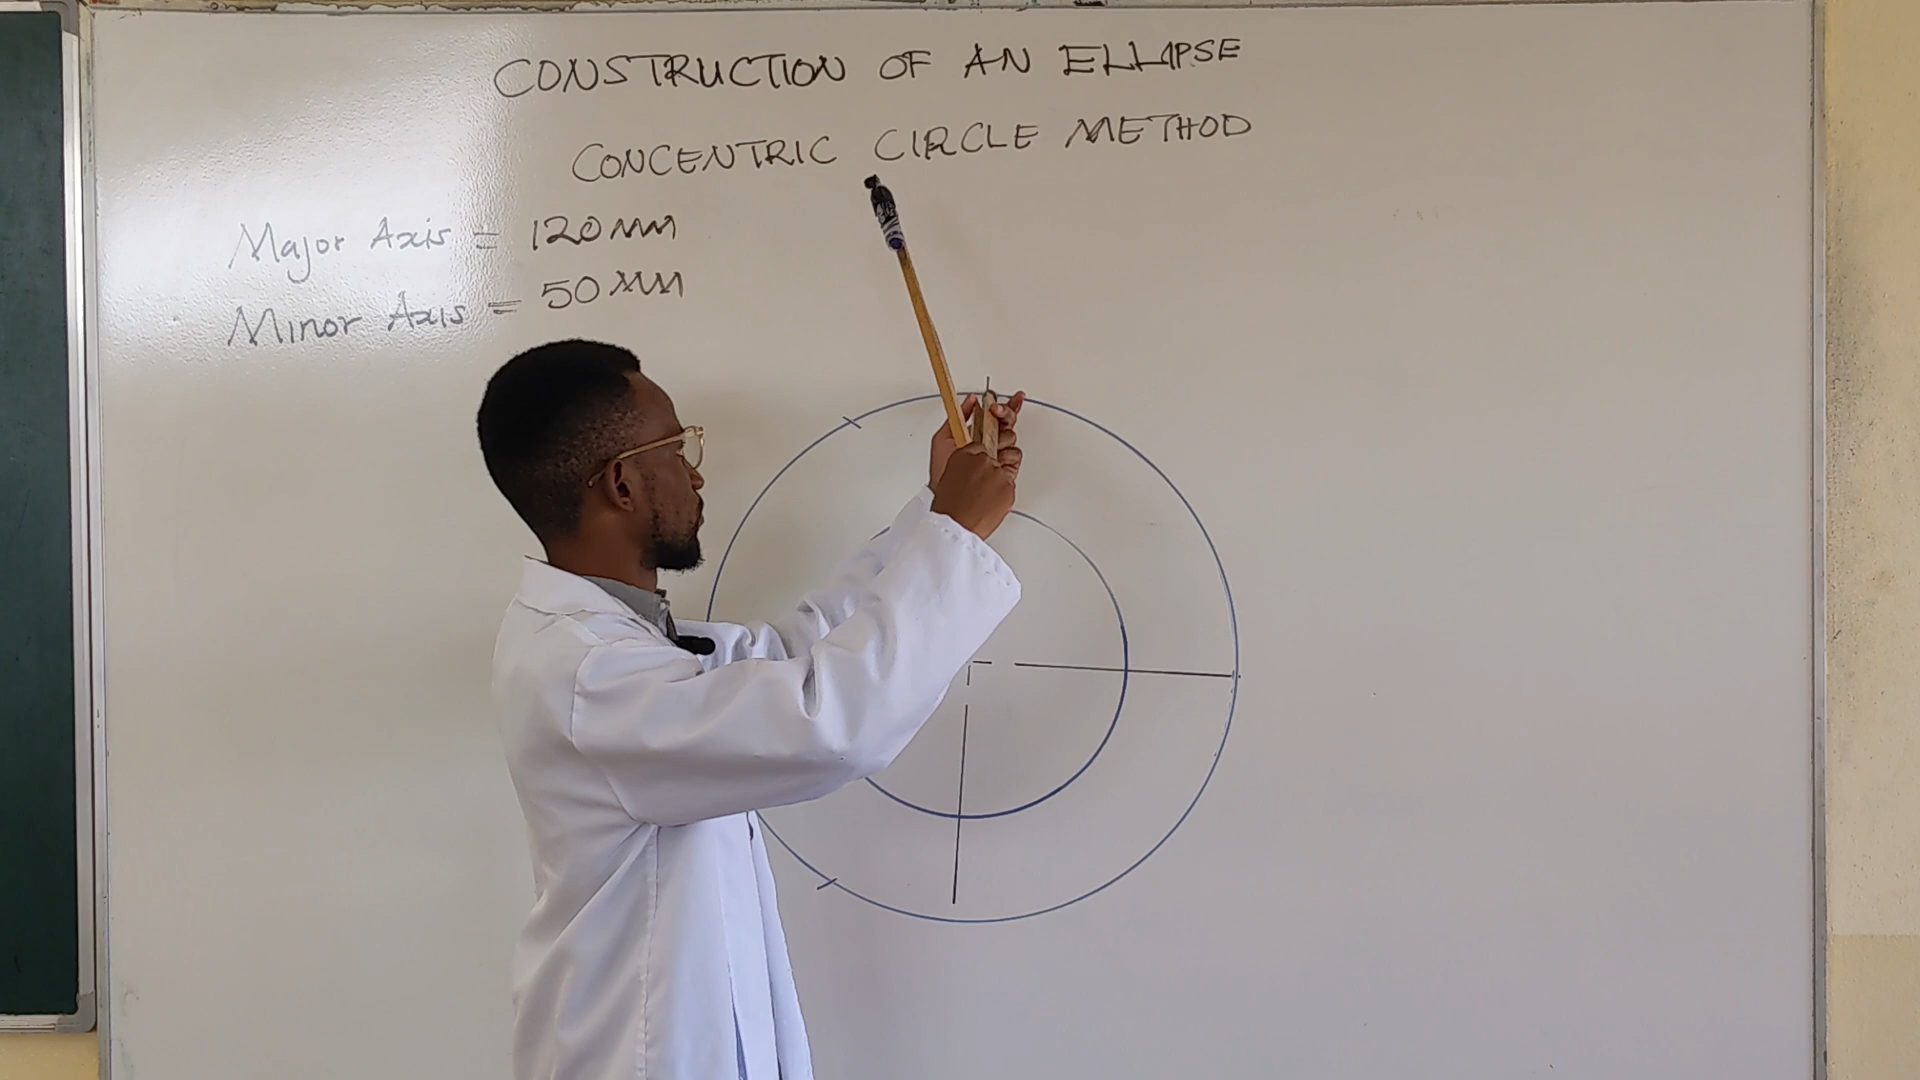 CONSTRUCTION OF AN ELLIPSE
CONCENTRIC CIRCLE METHOD
Major Axis = 120mm
Minor Axis = 50mm